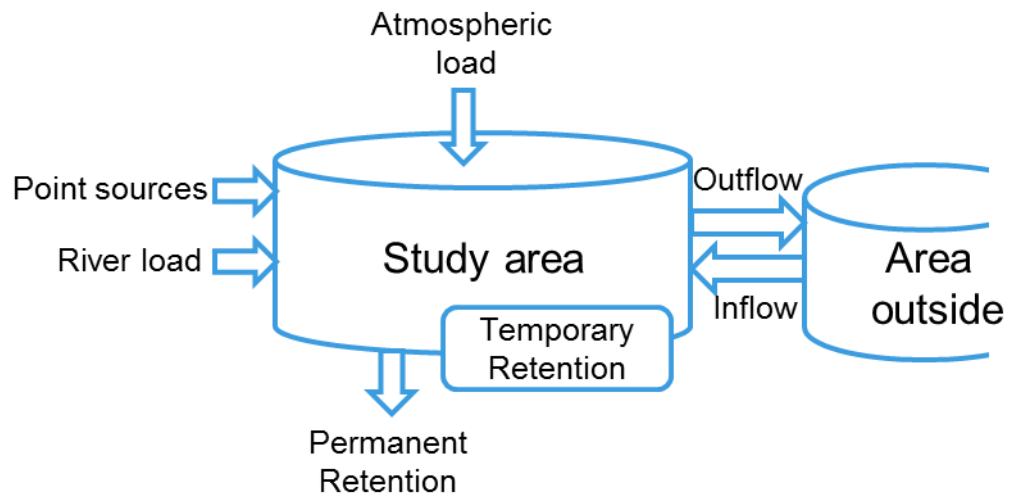 Atmospheric
load
Point sources
Outflow
River load
Study area
Area
outside
Inflow
Temporary
Retention
Permanent
Retention